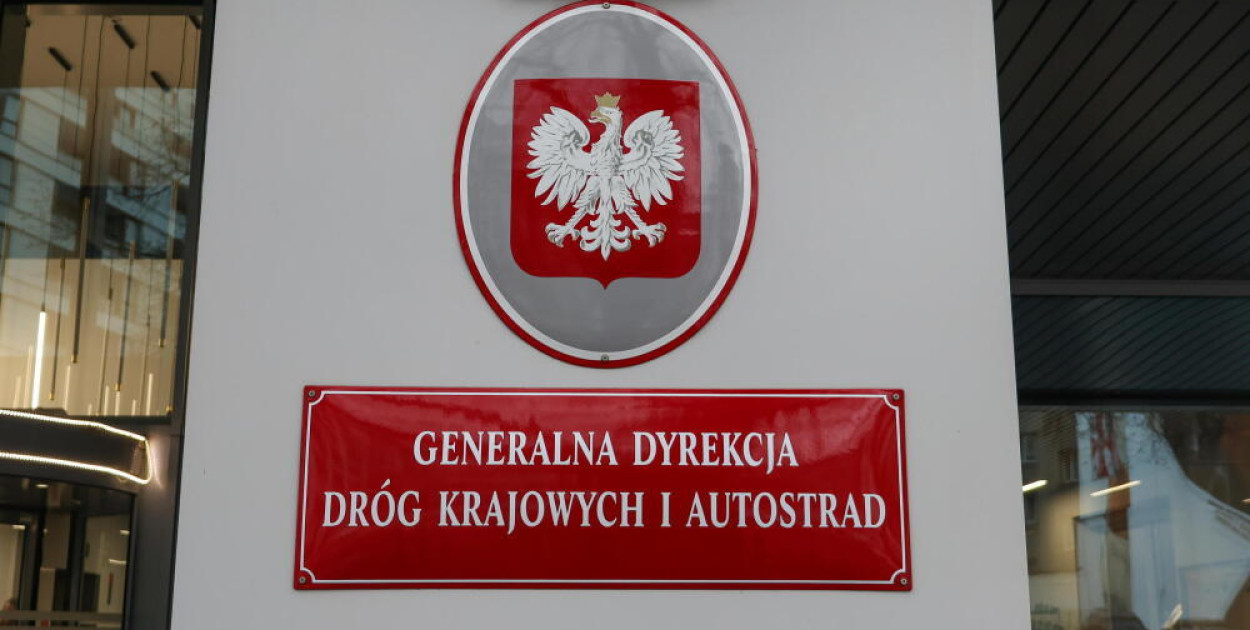 GENERALNA DYREKCJA
DRÓG KRAJOWYCH I AUTOSTRAD